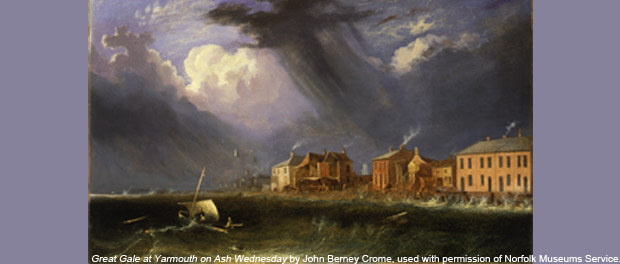 Great Gale at Yarmouth on Ash Wednesday by John Berney Crome, used with permission of Norfolk Museums Service.